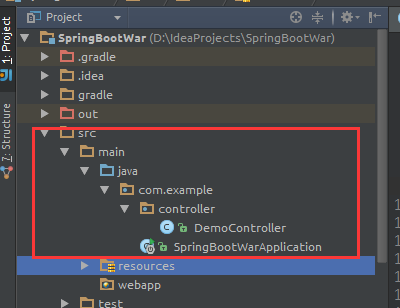 Project
SpringBootWar (D:\IdeaProjects\SpringBootWar)
.gradle
.idea
gradle
out
src
main
java
com.example
controller
DemoController
SpringBootWarApplication
resources
webapp
test
1: Project
7: Structure